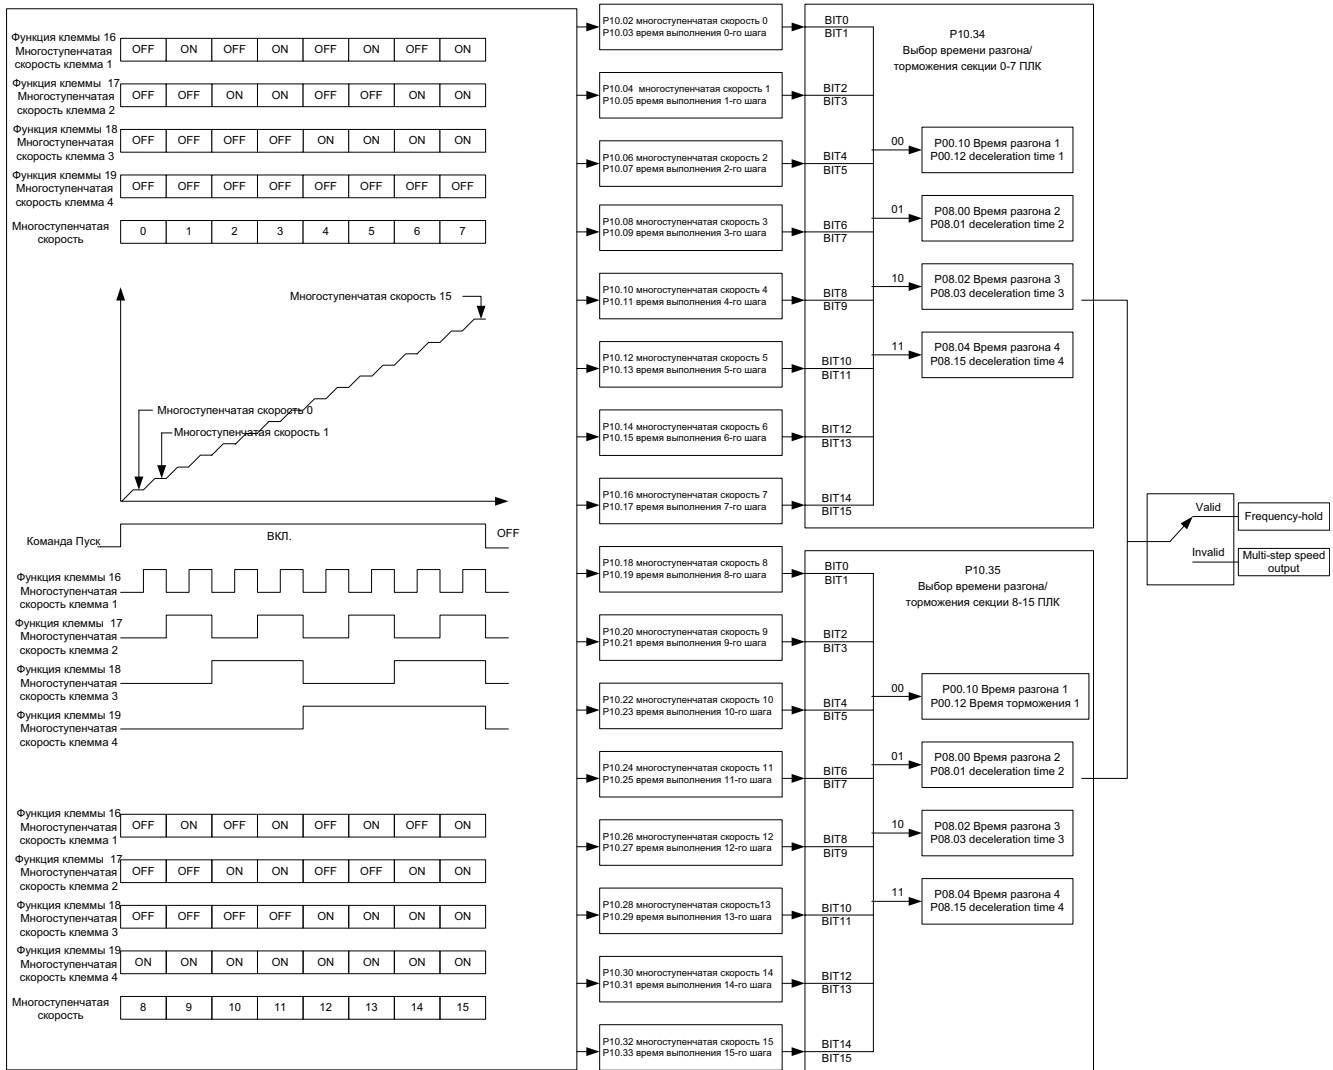 Функция клеммы 16
Многоступенчатая
скорость клемма 1
OFF ON OFF ON OFF ON OFF ON
Функция клеммы 17
Многоступенчатая
скорость клемма 2
OFF OFF ON ON OFF OFF ON ON
Функция клеммы 18
Многоступенчатая
скорость клемма 3
OFF OFF OFF OFF ON ON ON ON
Функция клеммы 19
Многоступенчатая
скорость клемма 4
OFF OFF OFF OFF OFF OFF OFF OFF
Многоступенчатая
скорость
0 1 2 3 4 5 6 7
Многоступенчатая скорость 15
Многоступенчатая скорость 0
Многоступенчатая скорость 1
Команда Пуск
ВКЛ.
OFF
Функция клеммы 16
Многоступенчатая
скорость клемма 1
Функция клеммы 17
Многоступенчатая
скорость клемма 2
Функция клеммы 18
Многоступенчатая
скорость клемма 3
Функция клеммы 19
Многоступенчатая
скорость клемма 4
Функция клеммы 16
Многоступенчатая
скорость клемма 1
OFF ON OFF ON OFF ON OFF ON
Функция клеммы 17
Многоступенчатая
скорость клемма 2
OFF OFF ON ON OFF OFF ON ON
Функция клеммы 18
Многоступенчатая
скорость клемма 3
OFF OFF OFF OFF ON ON ON ON
Функция клеммы 19
Многоступенчатая
скорость клемма 4
ON ON ON ON ON ON ON ON
Многоступенчатая
скорость
8 9 10 11 12 13 14 15
P10.02 многоступенчатая скорость 0
P10.03 время выполнения 0-го шага
P10.04 многоступенчатая скорость 1
P10.05 время выполения 1-го шага
P10.06 многоступенчатая скорость 2
P10.07 время выполения 2-го шага
P10.08 многоступенчатая скорость 3
P10.09 время выполения 3-го шага
P10.10 многоступенчатая скорость 4
P10.11 время выполения 4-го шага
P10.12 многоступенчатая скорость 5
P10.13 время выполения 5-го шага
P10.14 многоступенчатая скорость 6
P10.15 время выполения 6-го шага
P10.16 многоступенчатая скорость 7
P10.17 время выполения 7-го шага
P10.18 многоступенчатая скорость 8
P10.19 время выполения 8-го шага
P10.20 многоступенчатая скорость 9
P10.21 время выполения 9-го шага
P10.22 многоступенчатая скорость 10
P10.23 время выполения 10-го шага
P10.24 многоступенчатая скорость 11
P10.25 время выполения 11-го шага
P10.26 многоступенчатая скорость 12
P10.27 время выполения 12-го шага
P10.28 многоступенчатая скорость13
P10.29 время выполения 13-го шага
P10.30 многоступенчатая скорость 14
P10.31 время выполения 14-го шага
P10.32 многоступенчатая скорость 15
P10.33 время выполения 15-го шага
BIT0
BIT1
BIT2
BIT3
BIT4
BIT5
BIT6
BIT7
BIT8
BIT9
BIT10
BIT11
BIT12
BIT13
BIT14
BIT15
P10.34
Выбор времени разгона/
торможения секции 0-7 ПЛК
00
P00.10 Время разгона 1
P00.12 deceleration time 1
01
P08.00 Время разгона 2
P08.01 deceleration time 2
10
P08.02 Время разгона 3
P08.03 deceleration time 3
11
P08.04 Время разгона 4
P08.15 deceleration time 4
BIT0
BIT1
BIT2
BIT3
BIT4
BIT5
BIT6
BIT7
BIT8
BIT9
BIT10
BIT11
BIT12
BIT13
BIT14
BIT15
P10.35
Выбор времени разгона/
торможения секции 8-15 ПЛК
00
P00.10 Время разгона 1
P00.12 Время торможения 1
01
P08.00 Время разгона 2
P08.01 deceleration time 2
10
P08.02 Время разгона 3
P08.03 deceleration time 3
11
P08.04 Время разгона 4
P08.15 deceleration time 4
Valid
Frequency-hold
Invalid
Multi-step speed
output